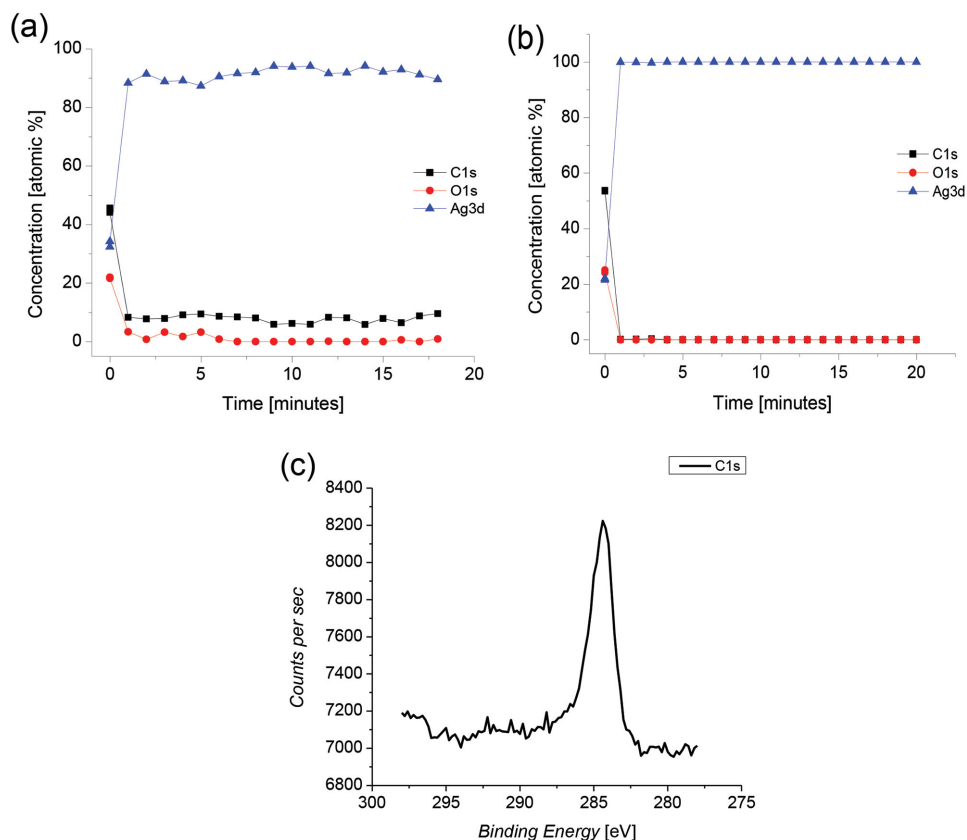 (a)
100
80
60
40
20
0
Concentration [atomic %]
C1s
O1s
Ag3d
0 5 10 15 20
Time [minutes]
(b)
100
80
60
40
20
0
Concentration [atomic %]
C1s
O1s
Ag3d
0 5 10 15 20
Time [minutes]
(c)
C1s
8400
8200
8000
7800
7600
7400
7200
7000
6800
Counts per sec
300 295 290 285 280 275
Binding Energy [eV]